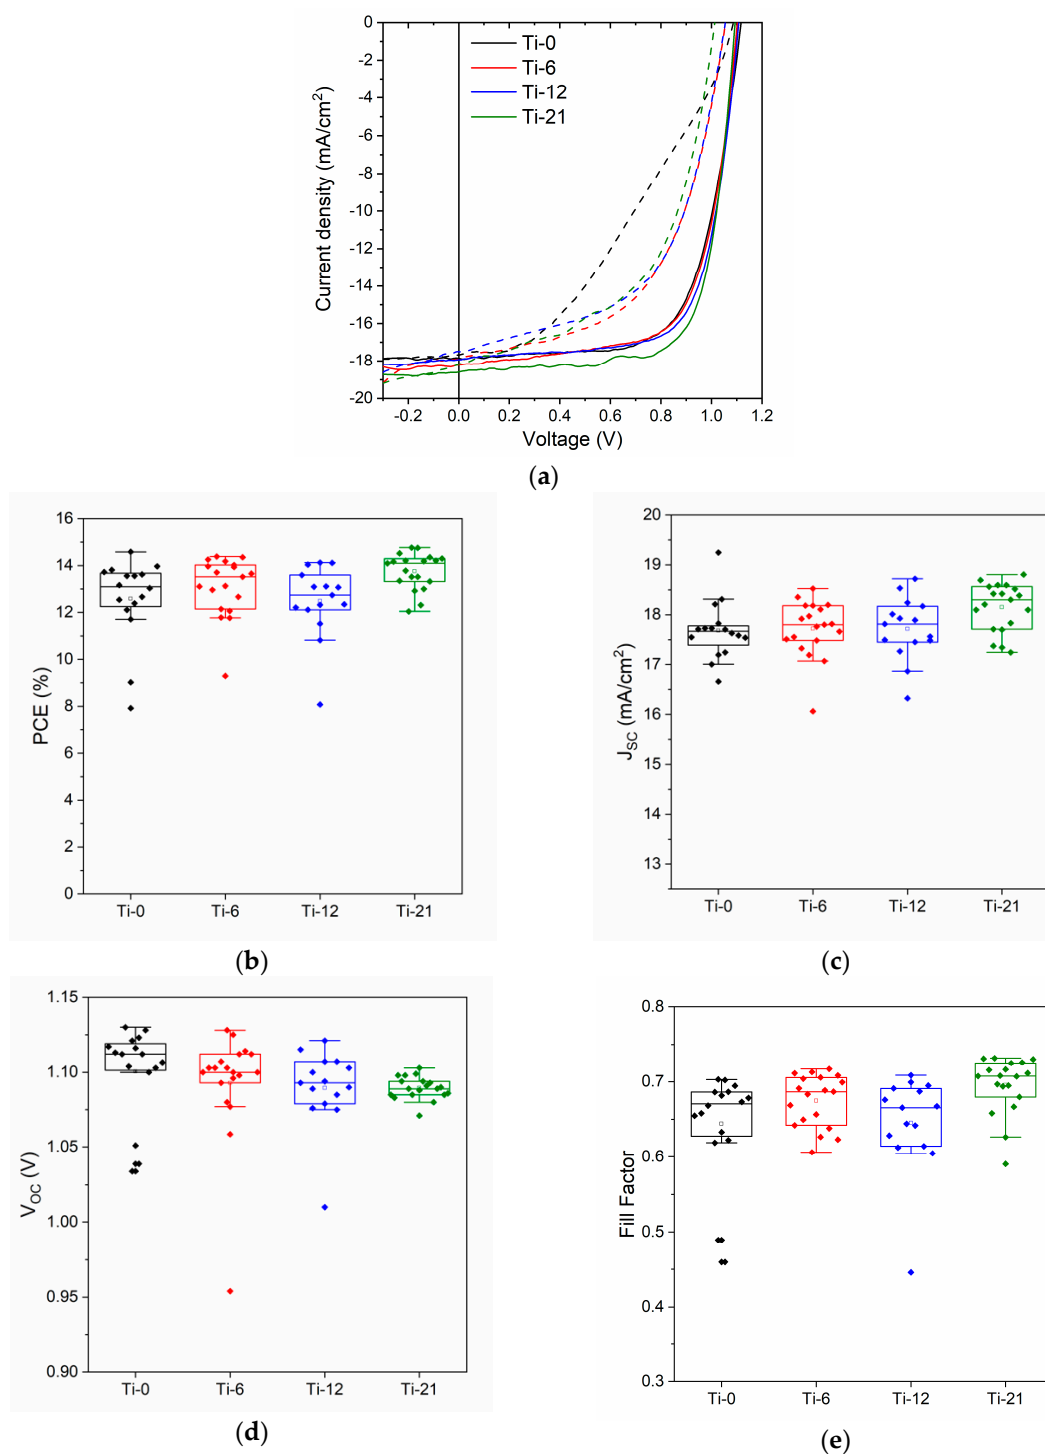 0
-2
-4
-6
-8
-10
-12
-14
-16
-18
-20
Current density (mA/cm²)
Ti-0
Ti-6
Ti-12
Ti-21
-0.2 0.0 0.2 0.4 0.6 0.8 1.0 1.2
Voltage (V)
(a)
16
14
12
10
8
6
4
2
0
PCE (%)
Ti-0 Ti-6 Ti-12 Ti-21
(b)
20
19
18
17
16
15
14
13
J_SC (mA/cm²)
Ti-0 Ti-6 Ti-12 Ti-21
(c)
1.15
1.10
1.05
1.00
0.95
0.90
V_OC (V)
Ti-0 Ti-6 Ti-12 Ti-21
(d)
0.8
0.7
0.6
0.5
0.4
0.3
Fill Factor
Ti-0 Ti-6 Ti-12 Ti-21
(e)